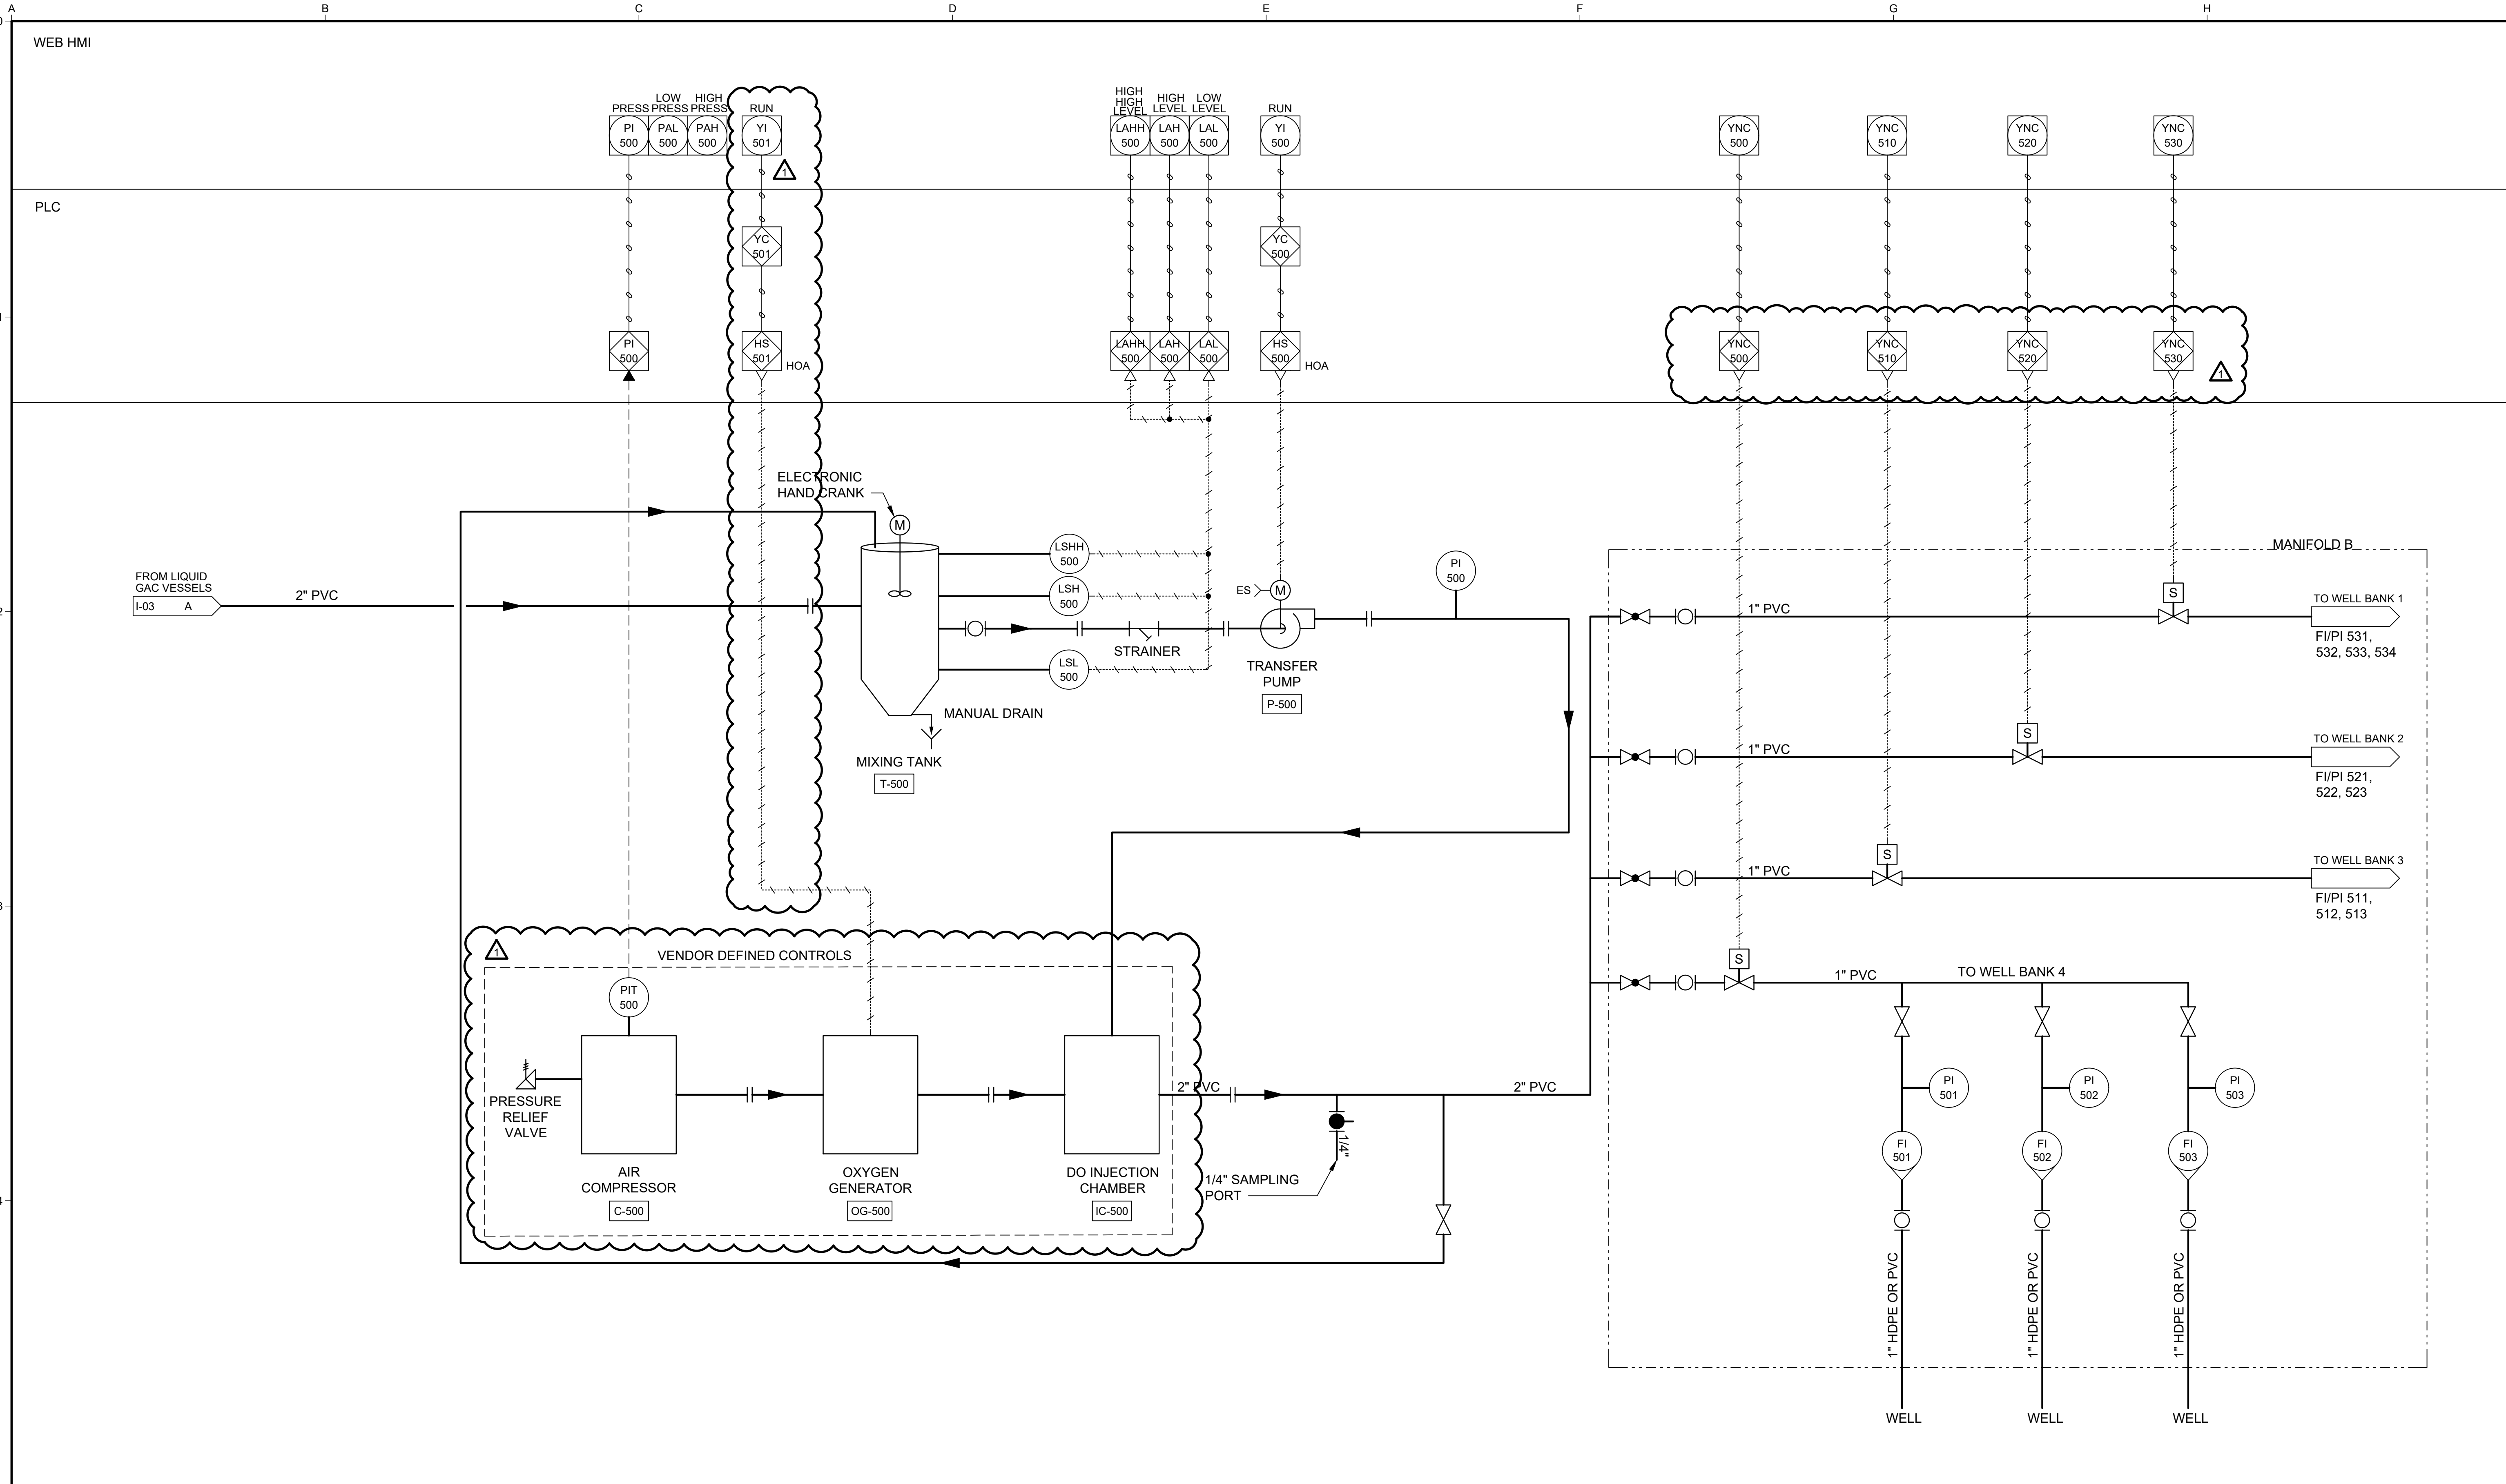 A
B
C
D
E
F
G
H
0
WEB HMI
PRESS
LOW
PRESS
HIGH
PRESS
RUN
HIGH
HIGH
LEVEL
HIGH
LEVEL
LOW
LEVEL
RUN
PI
500
PAL
500
PAH
500
YI
501
1
LAHH
500
LAH
500
LAL
500
YI
500
YNC
500
YNC
510
YNC
520
YNC
530
PLC
YC
501
YC
500
1
PI
500
HS
501
HOA
LAHH
500
LAH
500
LAL
500
HS
500
HOA
YNC
500
YNC
510
YNC
520
YNC
530
1
ELECTRONIC
HAND CRANK
M
LSHH
500
LSH
500
LSL
500
STRAINER
ES
M
TRANSFER
PUMP
P-500
PI
500
FROM LIQUID
GAC VESSELS
I-03 A
2" PVC
2
MANUAL DRAIN
MIXING TANK
T-500
MANIFOLD B
S
1" PVC
TO WELL BANK 1
FI/PI 531,
532, 533, 534
S
1" PVC
TO WELL BANK 2
FI/PI 521,
522, 523
S
1" PVC
TO WELL BANK 3
FI/PI 511,
512, 513
3
S
1" PVC
TO WELL BANK 4
1
VENDOR DEFINED CONTROLS
PIT
500
PRESSURE
RELIEF
VALVE
AIR
COMPRESSOR
C-500
OXYGEN
GENERATOR
OG-500
DO INJECTION
CHAMBER
IC-500
2" PVC
2" PVC
1/4"
1/4" SAMPLING
PORT
4
PI
501
PI
502
PI
503
FI
501
FI
502
FI
503
1" HDPE OR PVC
1" HDPE OR PVC
1" HDPE OR PVC
WELL
WELL
WELL